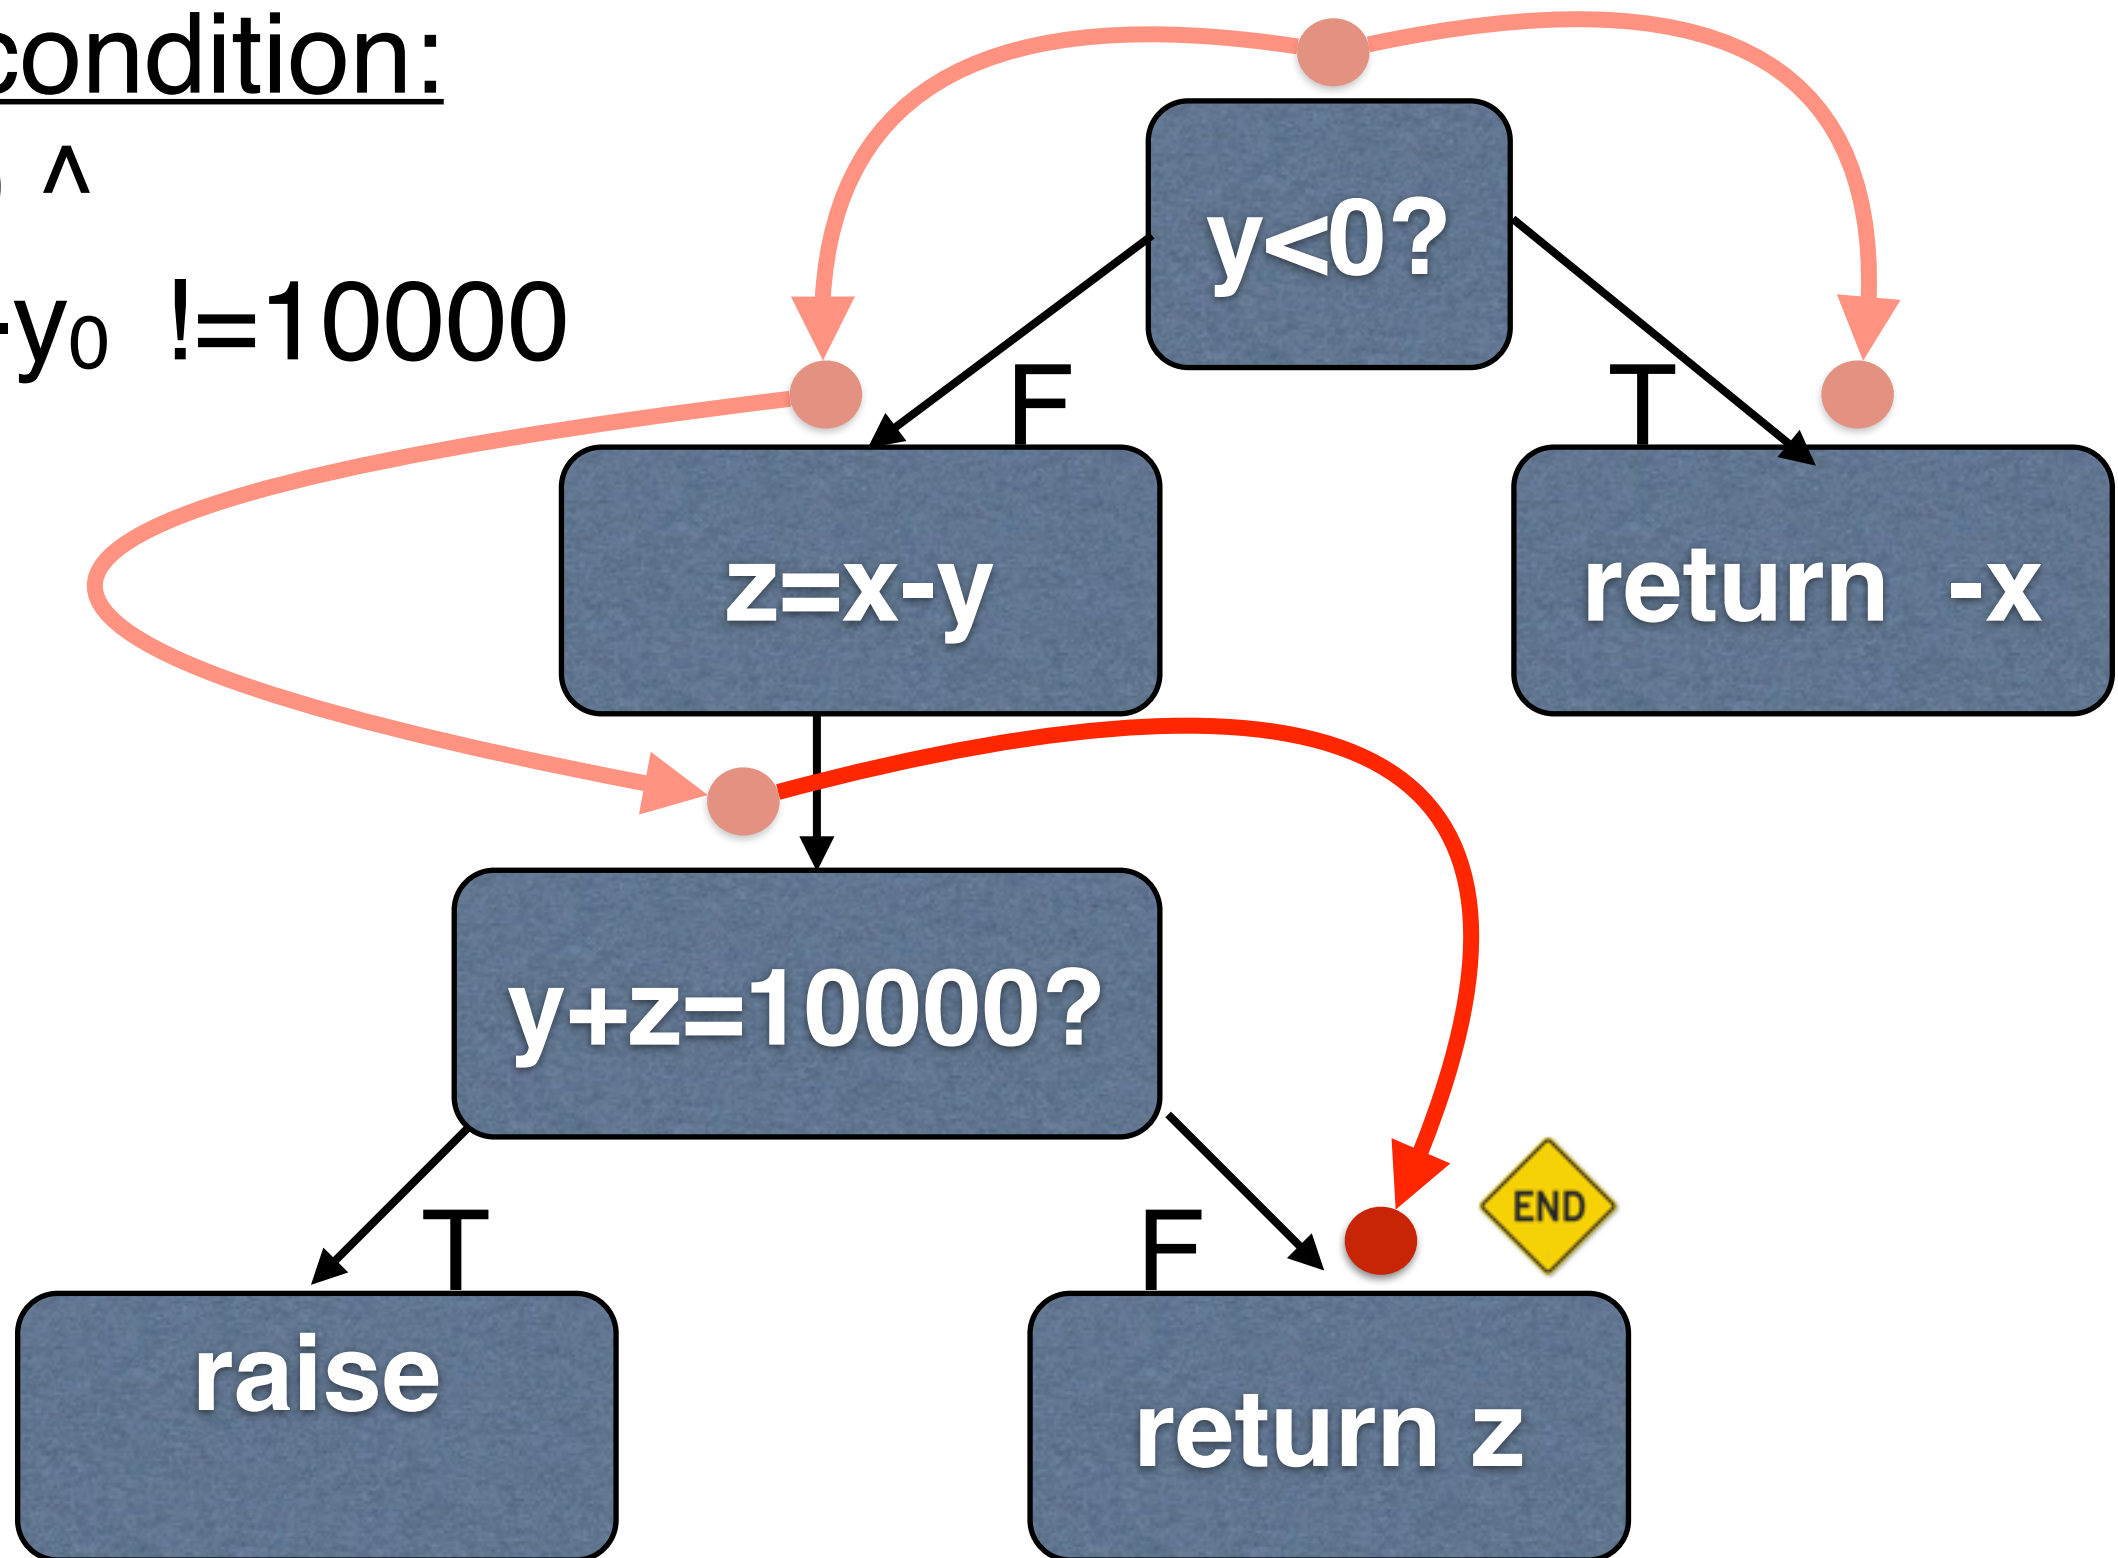 condition:
^
-y₀ !=10000
y<0?
F
T
z=x-y
return -x
y+z=10000?
T
F
END
raise
return z